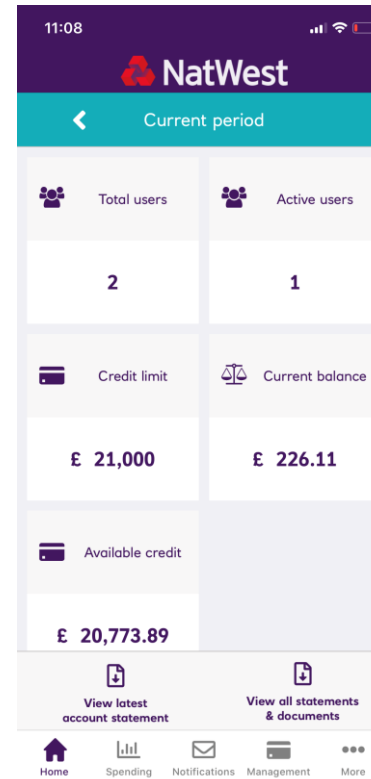 11:08
NatWest
Current period
Total users
Active users
2
1
Credit limit
Current balance
£ 21,000
£ 226.11
Available credit
£ 20,773.89
View latest
account statement
View all statements
& documents
Home
Spending
Notifications
Management
More